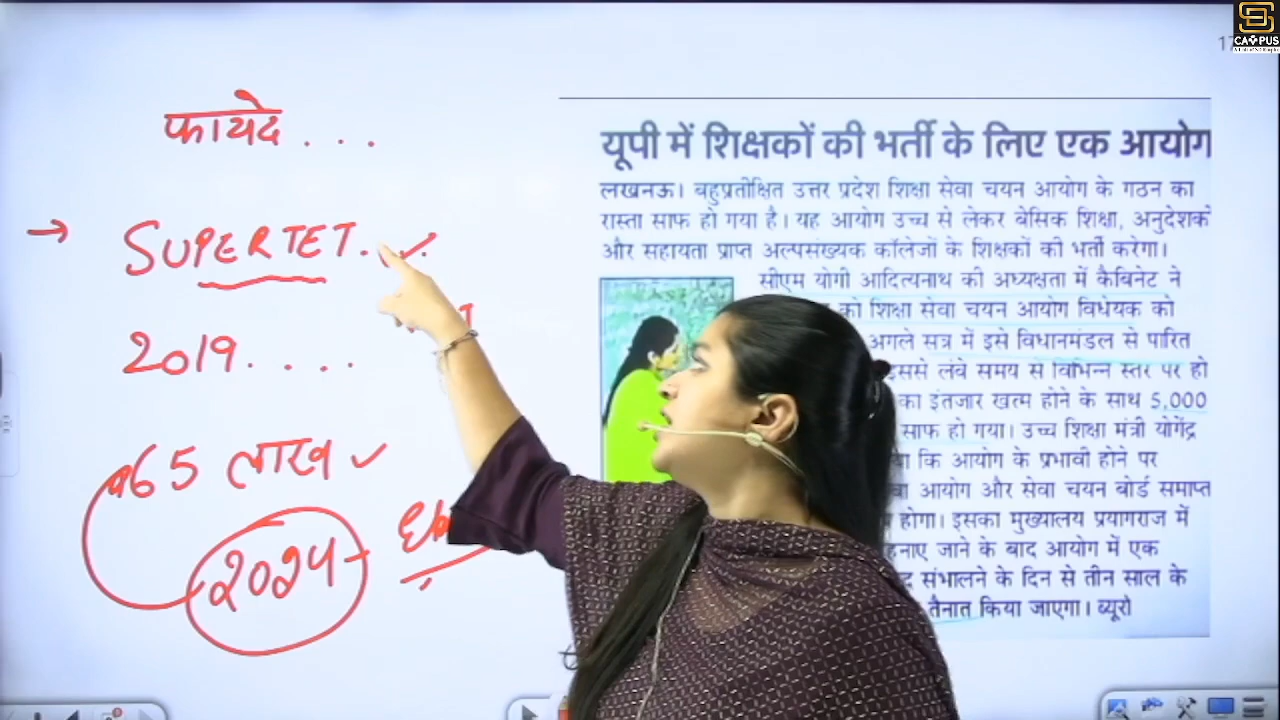 फायदे...
→ SUPERTET. ✓
2019....
65 लाख ✓
2024
यूपी में शिक्षकों की भर्ती के लिए एक आयोग
लखनऊ। बहुप्रतीक्षित उत्तर प्रदेश शिक्षा सेवा चयन आयोग के गठन का
रास्ता साफ हो गया है। यह आयोग उच्च से लेकर बेसिक शिक्षा, अनुदेशकों
और सहायता प्राप्त अल्पसंख्यक कॉलेजों के शिक्षकों की भर्ती करेगा।
सीएम योगी आदित्यनाथ की अध्यक्षता में कैबिनेट ने
को शिक्षा सेवा चयन आयोग विधेयक को
अगले सत्र में इसे विधानमंडल से पारित
इससे लंबे समय से विभिन्न स्तर पर हो
का इंतजार खत्म होने के साथ 5,000
साफ हो गया। उच्च शिक्षा मंत्री योगेंद्र
कि आयोग के प्रभावी होने पर
आयोग और सेवा चयन बोर्ड समाप्त
होगा। इसका मुख्यालय प्रयागराज में
जाने के बाद आयोग में एक
संभालने के दिन से तीन साल के
तैनात किया जाएगा। ब्यूरो
CAMPUS